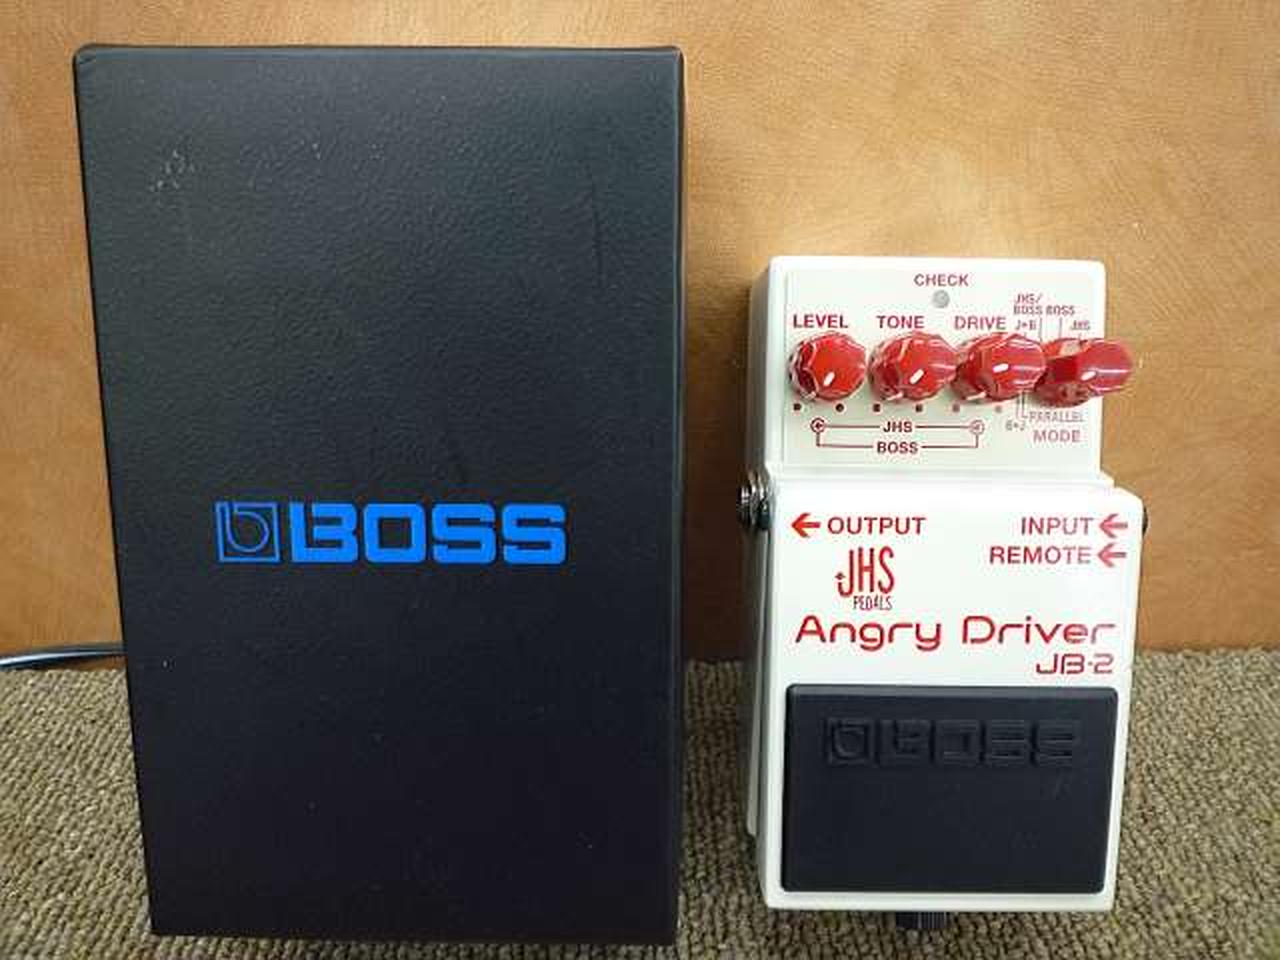 BOSS
CHECK
LEVEL TONE DRIVE
JHS/
BOSS BOSS
J▸B JHS
JHS
BOSS
B▸J PARALLEL
MODE
← OUTPUT INPUT ←
REMOTE ←
JHS
PEDALS
Angry Driver
JB-2
BOSS